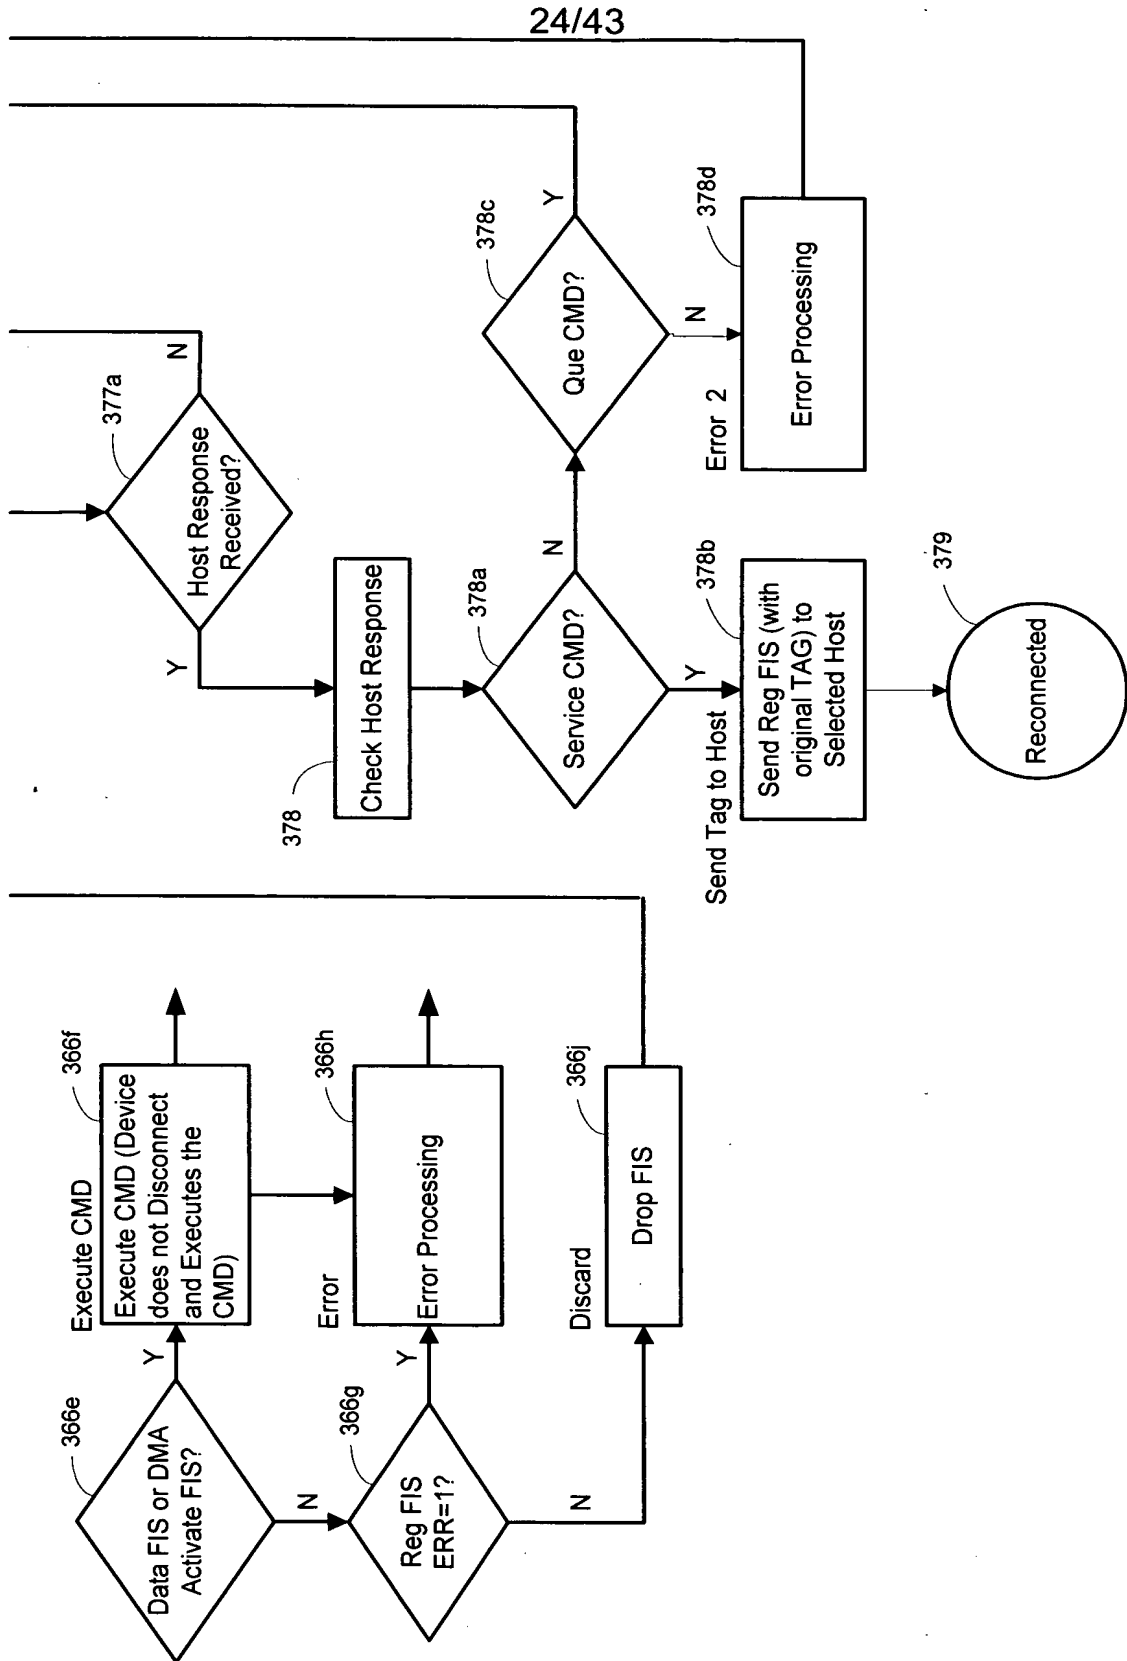 24/43
366e
Data FIS or DMA
Activate FIS?
Y
N
Execute CMD
366f
Execute CMD (Device
does not Disconnect
and Executes the
CMD)
366g
Reg FIS
ERR=1?
Y
N
Error
366h
Error Processing
Discard
366j
Drop FIS
377a
Host Response
Received?
Y
N
378
Check Host Response
378a
Service CMD?
N
Y
378c
Que CMD?
Y
N
Send Tag to Host
378b
Send Reg FIS (with
original TAG) to
Selected Host
Error 2
378d
Error Processing
379
Reconnected